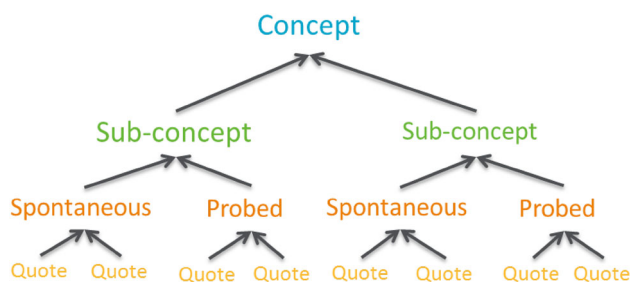 Concept
Sub-concept Sub-concept
Spontaneous Probed Spontaneous Probed
Quote Quote Quote Quote Quote Quote Quote Quote